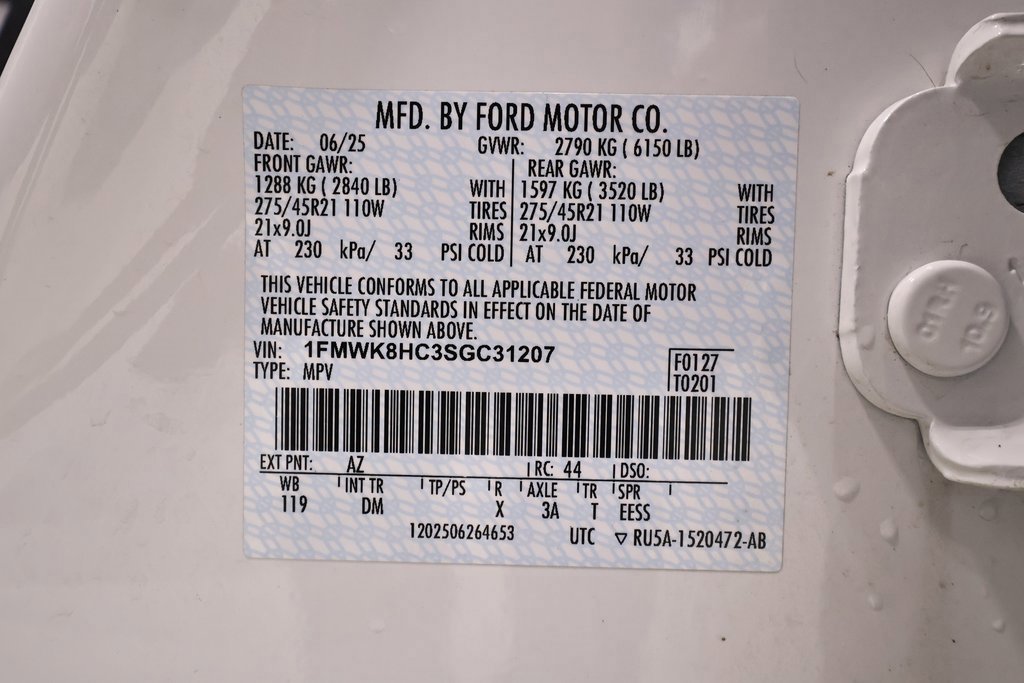 MFD. BY FORD MOTOR CO.
DATE: 06/25 GVWR: 2790 KG ( 6150 LB)
FRONT GAWR: REAR GAWR:
1288 KG ( 2840 LB) WITH 1597 KG ( 3520 LB) WITH
275/45R21 110W TIRES 275/45R21 110W TIRES
21x9.0J RIMS 21x9.0J RIMS
AT 230 kPa/ 33 PSI COLD AT 230 kPa/ 33 PSI COLD
THIS VEHICLE CONFORMS TO ALL APPLICABLE FEDERAL MOTOR
VEHICLE SAFETY STANDARDS IN EFFECT ON THE DATE OF
MANUFACTURE SHOWN ABOVE.
VIN: 1FMWK8HC3SGC31207
TYPE: MPV
F0127
T0201
EXT PNT: AZ RC: 44 DSO:
WB INT TR TP/PS R AXLE TR SPR
119 DM X 3A T EESS
1202506264653 UTC ▽ RU5A-1520472-AB